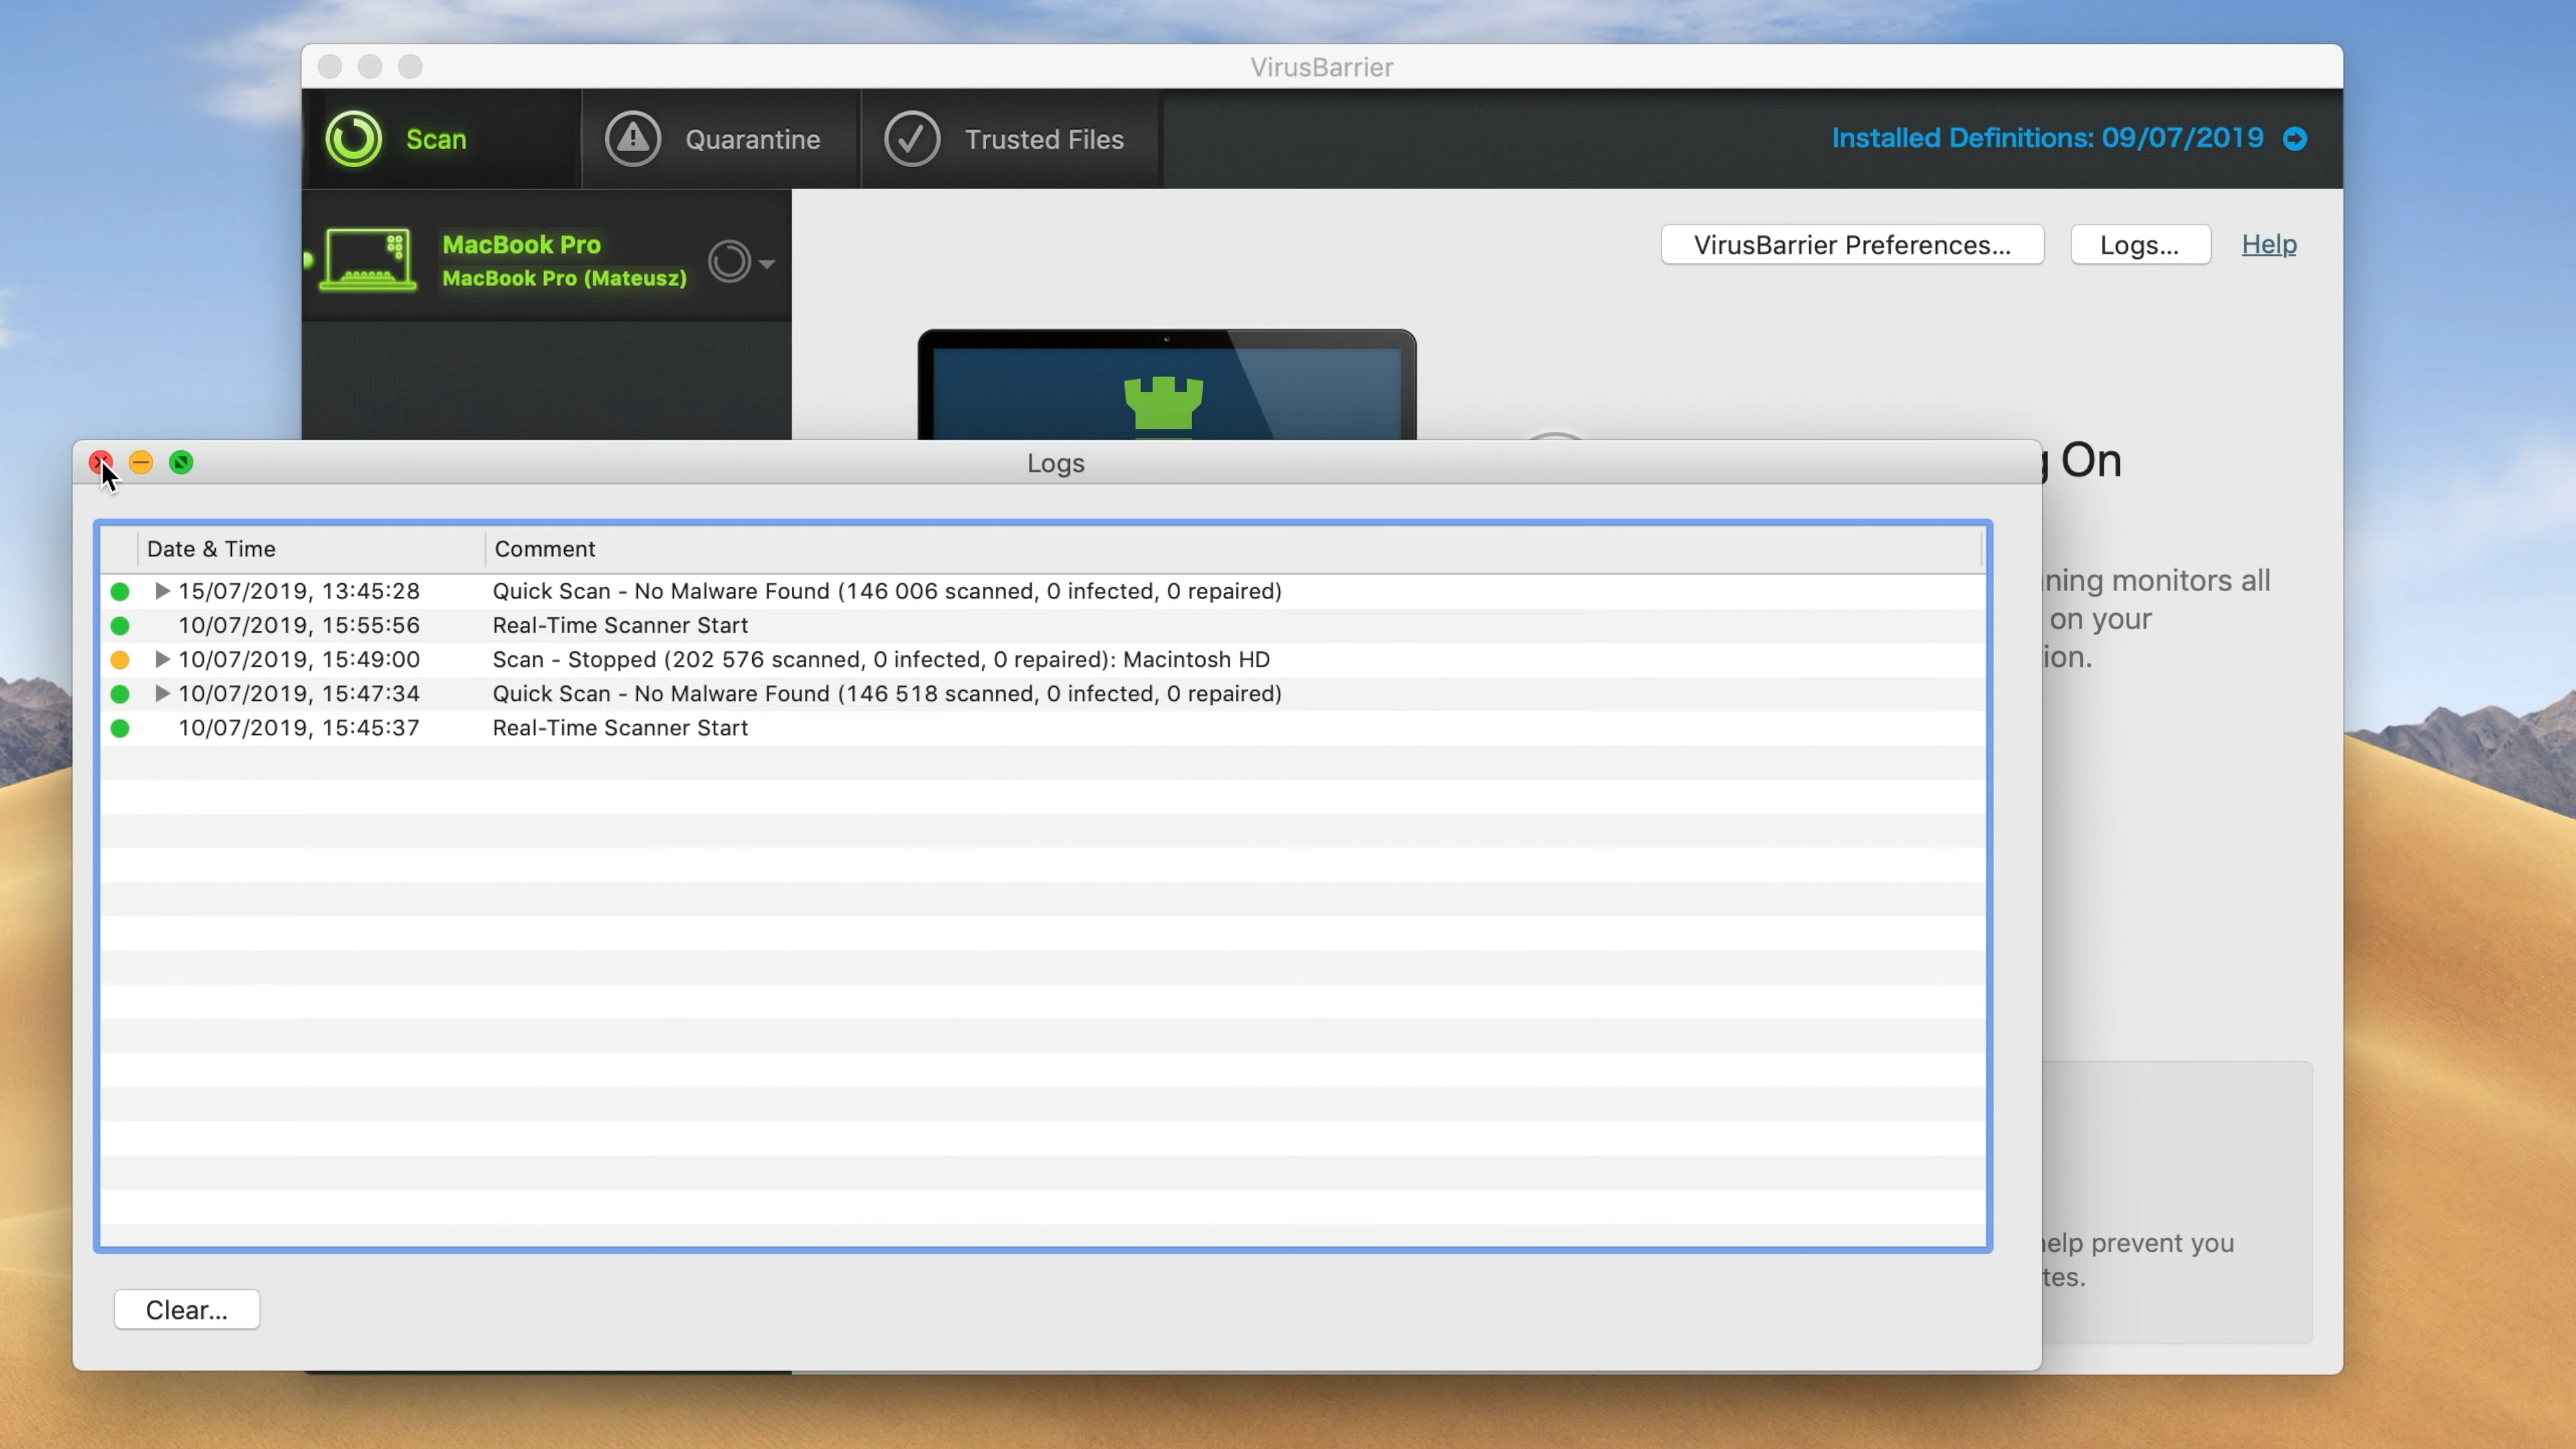 VirusBarrier
Scan
Quarantine
Trusted Files
Installed Definitions: 09/07/2019
MacBook Pro
MacBook Pro (Mateusz)
VirusBarrier Preferences...
Logs...
Help
On
Logs
ning monitors all
on your
ion.
Date & Time Comment
15/07/2019, 13:45:28 Quick Scan - No Malware Found (146 006 scanned, 0 infected, 0 repaired)
10/07/2019, 15:55:56 Real-Time Scanner Start
10/07/2019, 15:49:00 Scan - Stopped (202 576 scanned, 0 infected, 0 repaired): Macintosh HD
10/07/2019, 15:47:34 Quick Scan - No Malware Found (146 518 scanned, 0 infected, 0 repaired)
10/07/2019, 15:45:37 Real-Time Scanner Start
help prevent you
tes.
Clear...